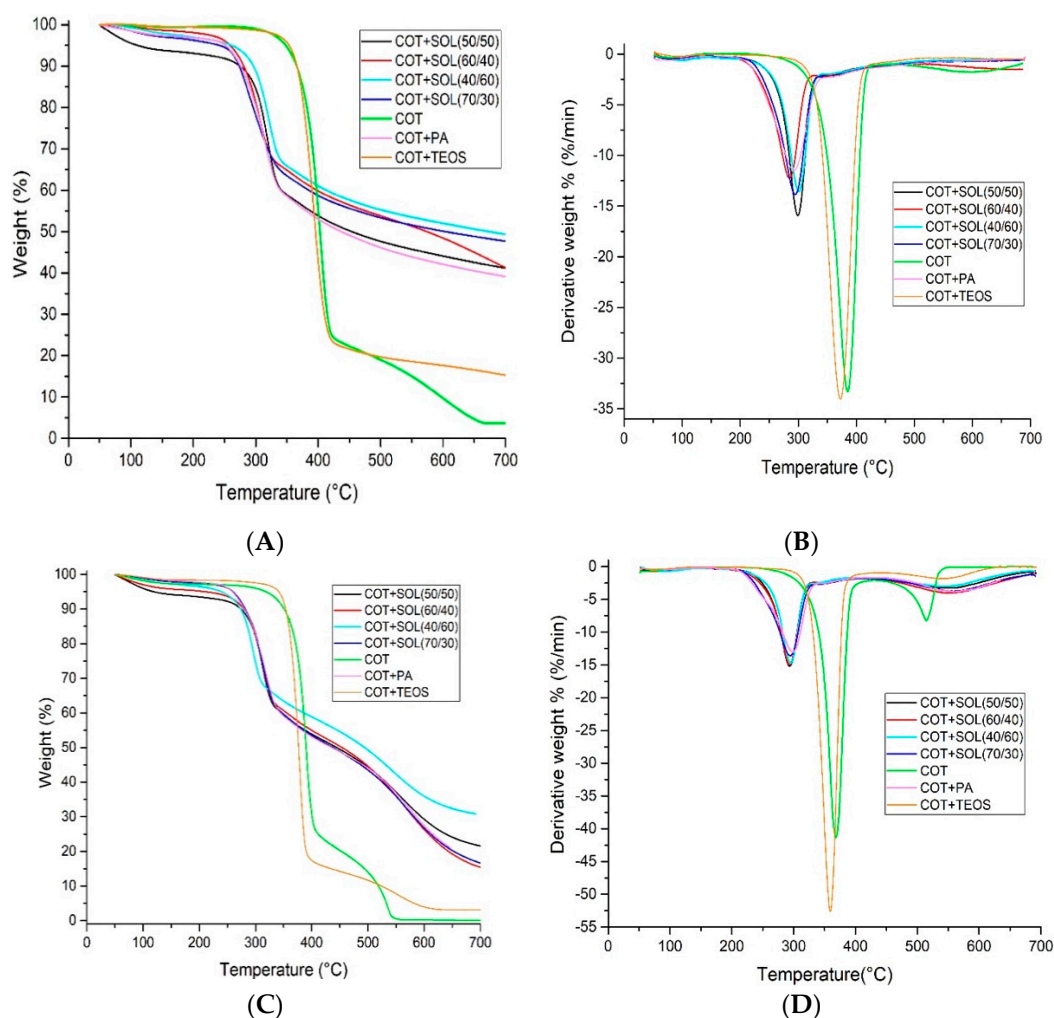 100
90
80
70
60
50
40
30
20
10
0
Weight (%)
0 100 200 300 400 500 600 700
Temperature (°C)
COT+SOL(50/50)
COT+SOL(60/40)
COT+SOL(40/60)
COT+SOL(70/30)
COT
COT+PA
COT+TEOS
(A)
0
-5
-10
-15
-20
-25
-30
-35
Derivative weight % (%/min)
0 100 200 300 400 500 600 700
Temperature (°C)
COT+SOL(50/50)
COT+SOL(60/40)
COT+SOL(40/60)
COT+SOL(70/30)
COT
COT+PA
COT+TEOS
(B)
100
90
80
70
60
50
40
30
20
10
0
Weight (%)
0 50 100 200 300 400 500 600 700
Temperature (°C)
COT+SOL(50/50)
COT+SOL(60/40)
COT+SOL(40/60)
COT+SOL(70/30)
COT
COT+PA
COT+TEOS
(C)
0
-5
-10
-15
-20
-25
-30
-35
-40
-45
-50
-55
Derivative weight % (%/min)
0 100 200 300 400 500 600 700
Temperature(°C)
COT+SOL(50/50)
COT+SOL(60/40)
COT+SOL(40/60)
COT+SOL(70/30)
COT
COT+PA
COT+TEOS
(D)